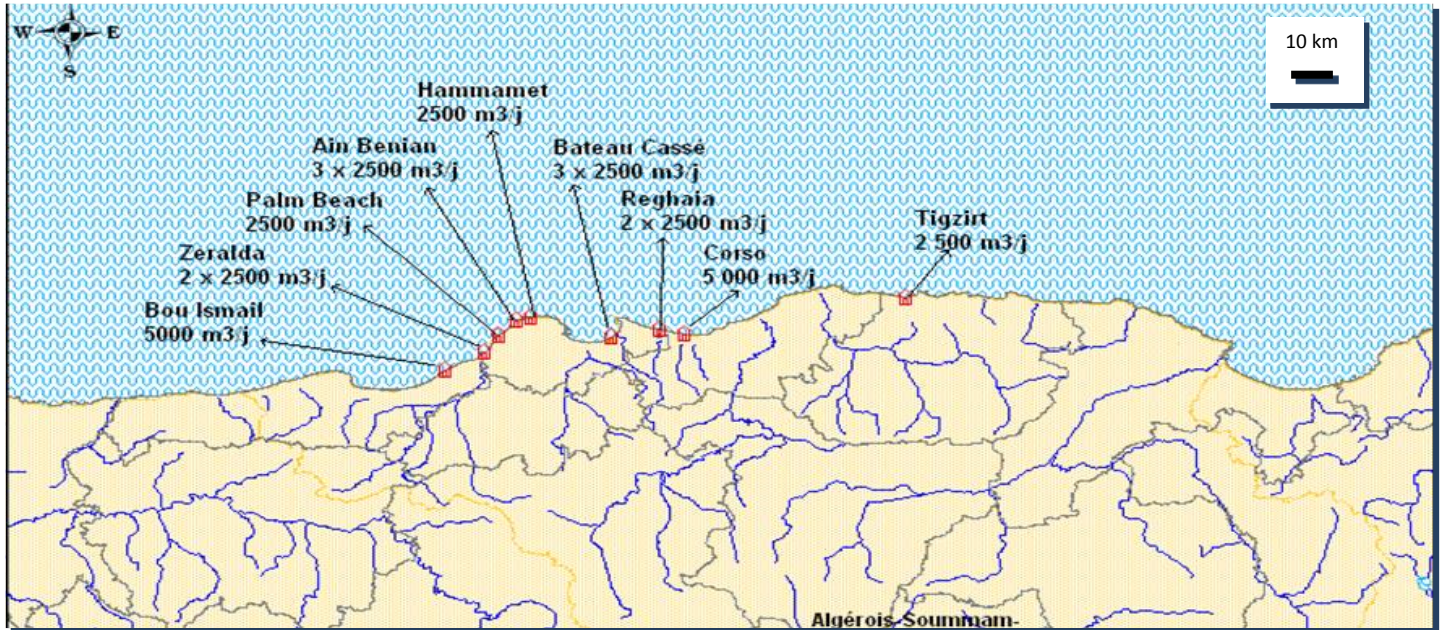 W E
S
10 km
Hammamet
2500 m3/j
Ain Benian
3 x 2500 m3/j
Bateau Cassé
3 x 2500 m3/j
Palm Beach
2500 m3/j
Reghaia
2 x 2500 m3/j
Tigzirt
2 500 m3/j
Zeralda
2 x 2500 m3/j
Corso
5 000 m3/j
Bou Ismail
5000 m3/j
Algérois-Soummam-